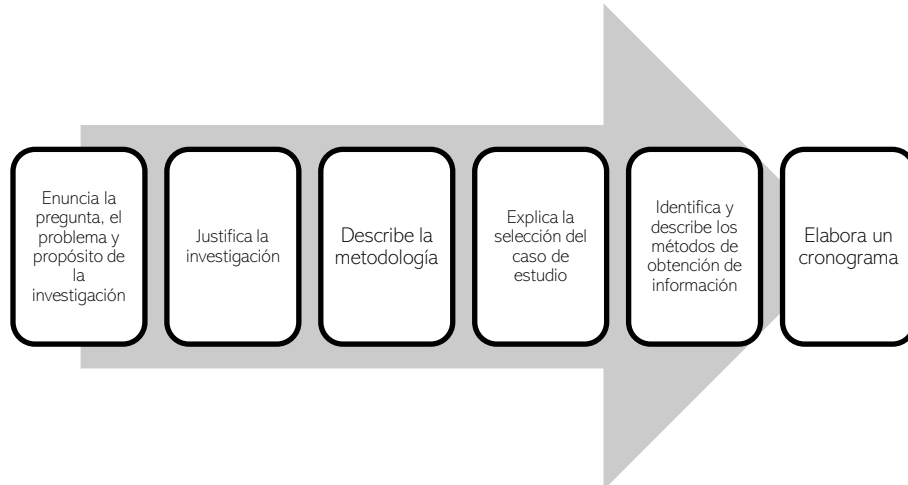 Enuncia la
pregunta, el
problema y
propósito de
la
investigación
Justifica la
investigación
Describe la
metodología
Explica la
selección del
caso de
estudio
Identifica y
describe los
métodos de
obtención de
información
Elabora un
cronograma